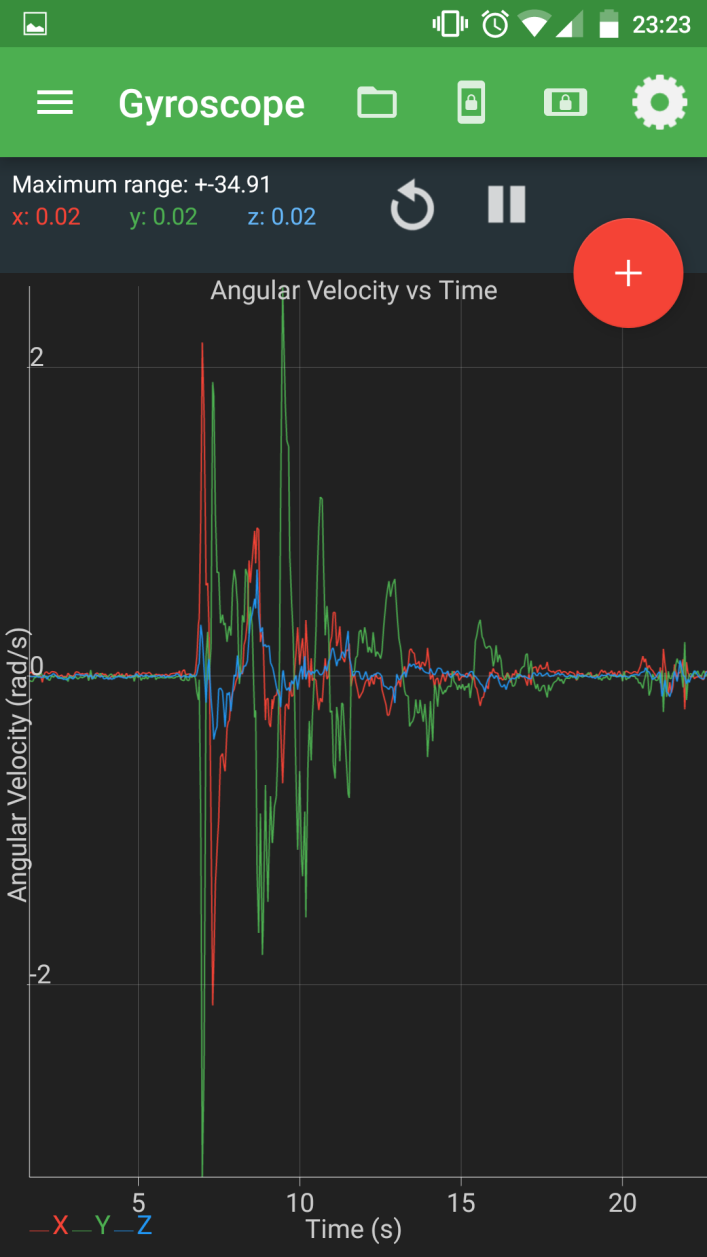 23:23
Gyroscope
Maximum range: +-34.91
x: 0.02 y: 0.02 z: 0.02
+
Angular Velocity vs Time
2
0
-2
Angular Velocity (rad/s)
5 10 15 20
X Y Z
Time (s)